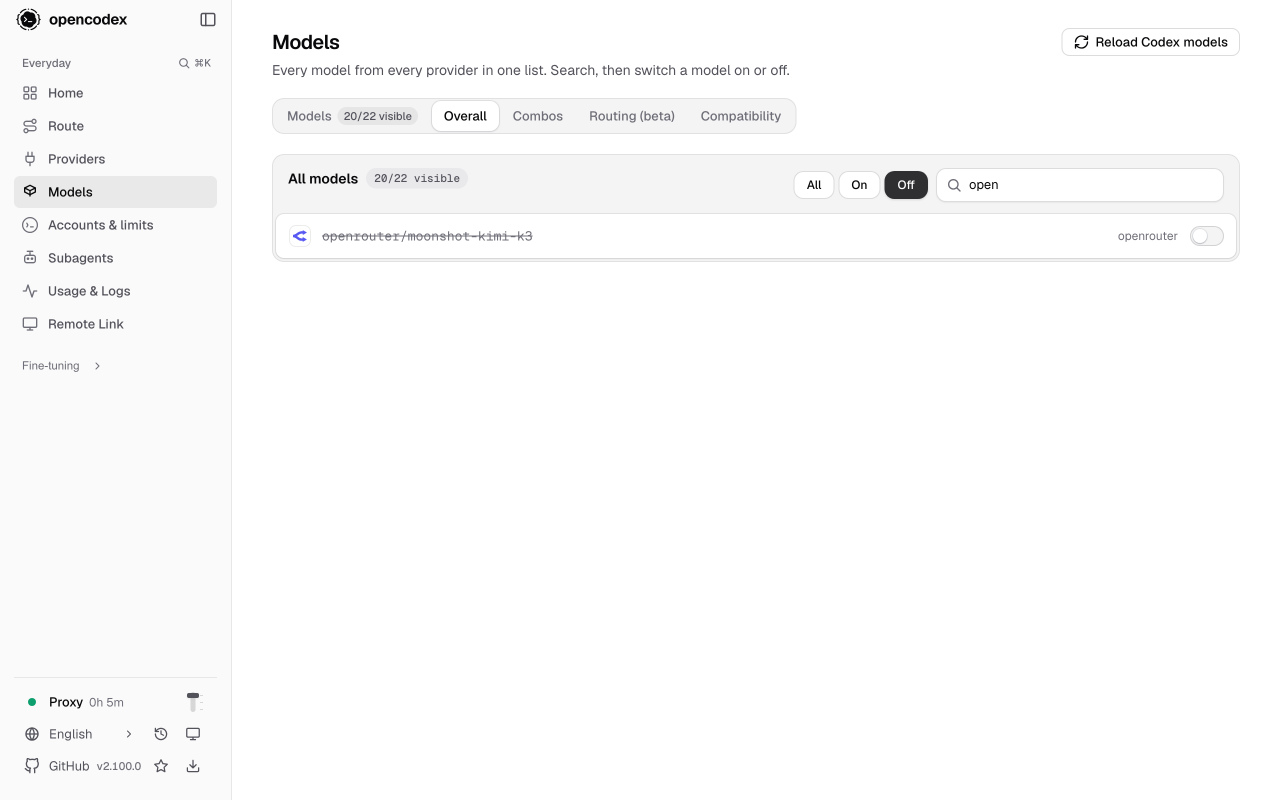 opencodex
Everyday ⌘K
Home
Route
Providers
Models
Accounts & limits
Subagents
Usage & Logs
Remote Link
Fine-tuning
Proxy 0h 5m
English
GitHub v2.100.0
Models
Reload Codex models
Every model from every provider in one list. Search, then switch a model on or off.
Models 20/22 visible Overall Combos Routing (beta) Compatibility
All models 20/22 visible All On Off open
openrouter/moonshot-kimi-k3 openrouter